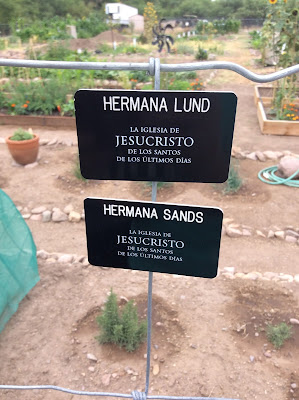 HERMANA LUND
LA IGLESIA DE
JESUCRISTO
DE LOS SANTOS
DE LOS ÚLTIMOS DÍAS
HERMANA SANDS
LA IGLESIA DE
JESUCRISTO
DE LOS SANTOS
DE LOS ÚLTIMOS DÍAS